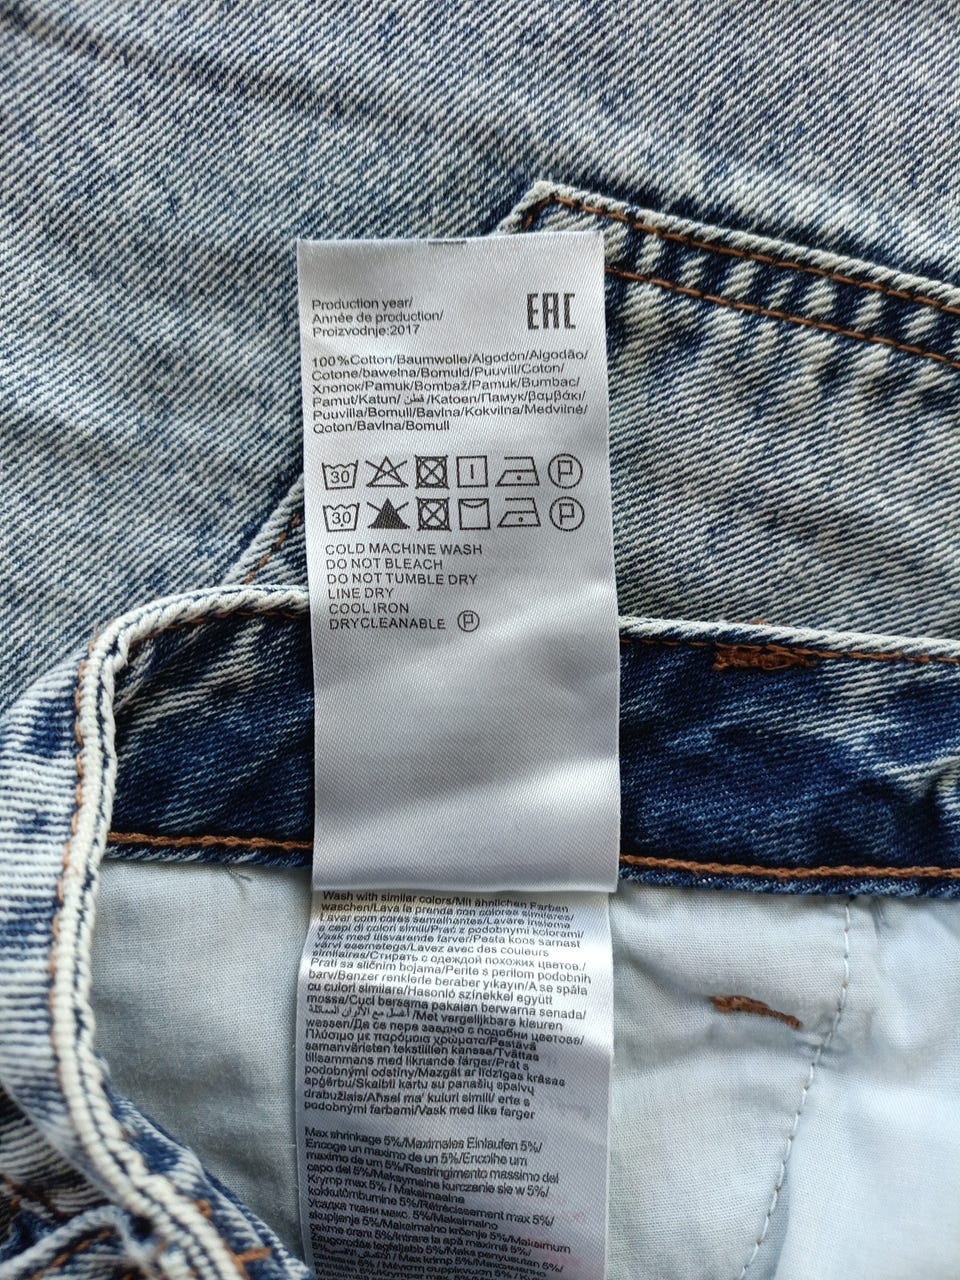 Production year/
Année de production/
Proizvodnje:2017
EAC
100%Cotton/Baumwolle/Algodón/Algodão/
Cotone/bawełna/Bomuld/Puuvill/Coton/
Хлопок/Pamuk/Bombaž/Pamuk/Bumbac/
Pamut/Katun/ قطن /Katoen/Памук/βαμβάκι/
Puuvilla/Bomull/Bavlna/Kokvilna/Medvilnė/
Qoton/Bavlna/Bomull
30 P
30 P
COLD MACHINE WASH
DO NOT BLEACH
DO NOT TUMBLE DRY
LINE DRY
COOL IRON
DRYCLEANABLE P
Wash with similar colors/Mit ähnlichen Farben
waschen/Lava la prenda con colores similares/
Lavar com cores semelhantes/Lavare insieme
a capi di colori simili/Prać z podobnymi kolorami/
Vask med tilsvarende farver/Pesta koos sarnast
värvi esemetega/Lavez avec des couleurs
similaires/Стирать с одеждой похожих цветов./
Prati sa sličnim bojama/Perite s perilom podobnih
barv/Benzer renklerle beraber yıkayın/A se spăla
cu culori similare/Hasonló színekkel együtt
mossa/Cuci bersama pakaian berwarna senada/
اغسل مع الألوان المماثلة /Met vergelijkbare kleuren
wassen/Да се пере заедно с подобни цветове/
Πλύσιμο με παρόμοια χρώματα/Pestävä
samanväristen tekstiilien kanssa/Tvättas
tillsammans med liknande färger/Prát s
podobnými odstíny/Mazgāt ar līdzīgas krāsas
apģērbu/Skalbti kartu su panašių spalvų
drabužiais/Ahsel ma' kuluri simili/ erte s
podobnými farbami/Vask med like farger
Max shrinkage 5%/Maximales Einlaufen 5%/
Encoge un maximo de un 5%/Encolhe um
maximo de um 5%/Restringimento massimo del
capo del 5%/Maksymalne kurczenie się w 5%/
Krymp max 5% / Maksimaalne
kokkutõmbumine 5%/Rétrécissement max 5%/
Усадка ткани макс. 5%/Maksimalno
skupljanje 5%/Maksimalno krčenje 5%/Maksimum
çekme oranı 5%/Intrare la apă maximă 5%/
Zsugorodás legfeljebb 5%/Maks penyusutan 5%/
/Max krimp 5%/